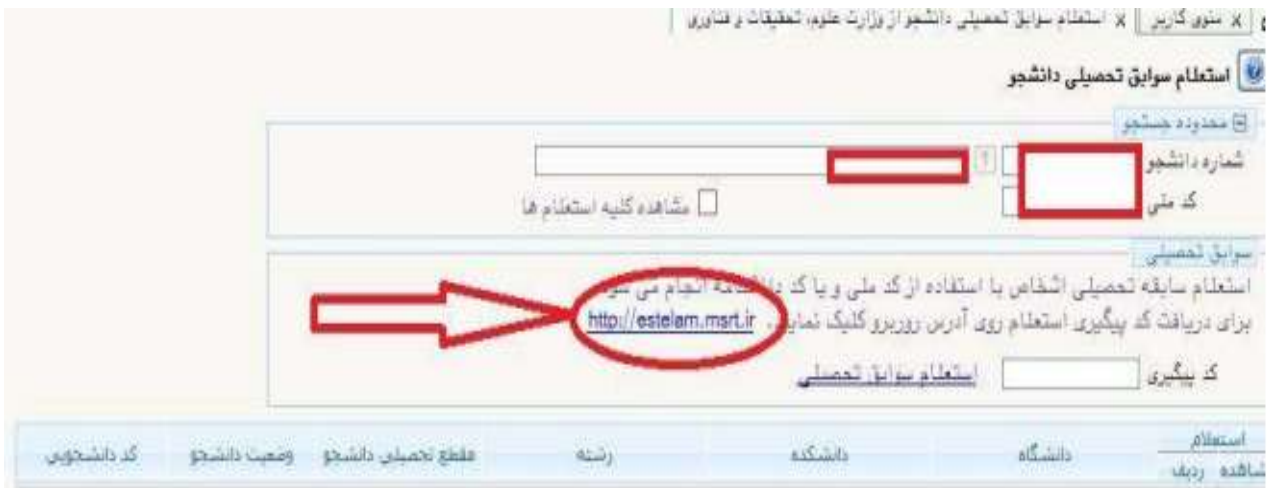 x منوی کاربر x استعلام سوابق تحصیلی دانشجو از وزارت علوم، تحقیقات و فناوری
استعلام سوابق تحصیلی دانشجو
محدوده جستجو
شماره دانشجو
کد ملی مشاهده کلیه استعلام ها
سوابق تحصیلی
استعلام سابقه تحصیلی اشخاص با استفاده از کد ملی و یا کد انجام می
برای دریافت کد پیگیری استعلام روی آدرس روبرو کلیک http://estelam.msrt.ir
کد پیگیری استعلام سوابق تحصیلی
استعلام دانشگاه دانشکده رشته مقطع تحصیلی دانشجو وضعیت دانشجو کد دانشجویی
ردیف